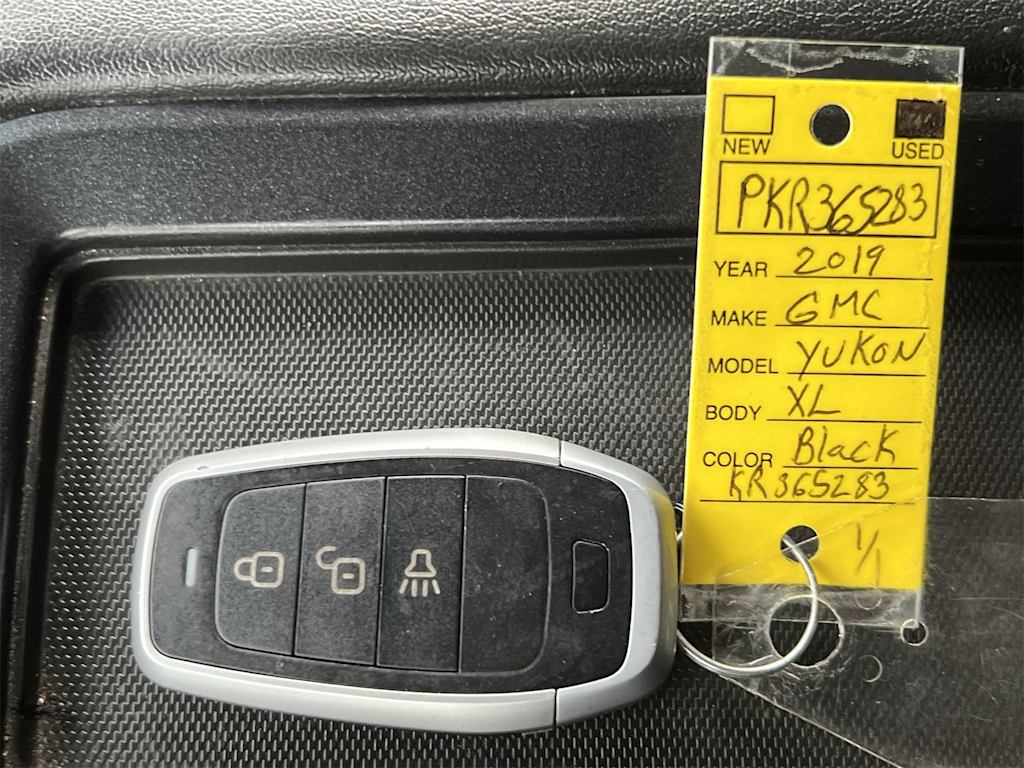 NEW USED
PKR365283
YEAR 2019
MAKE GMC
MODEL YUKON
BODY XL
COLOR Black
KR365283
1/1